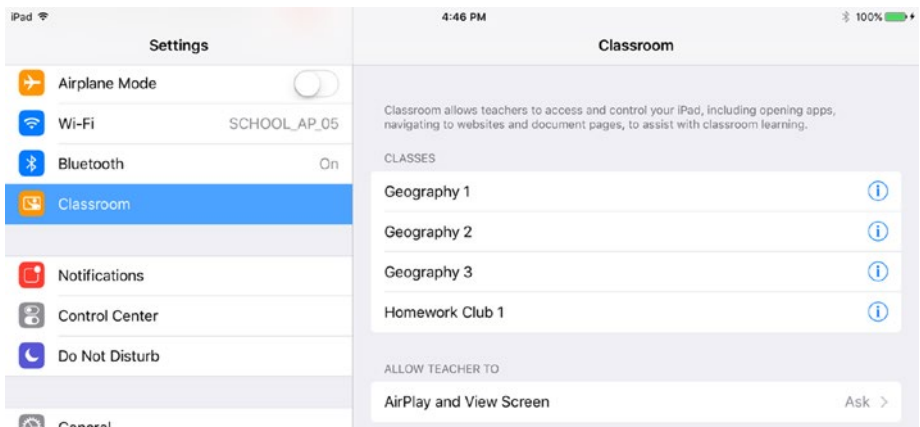 iPad
4:46 PM
100%
Settings
Classroom
Airplane Mode
Wi-Fi SCHOOL_AP_05
Bluetooth On
Classroom
Notifications
Control Center
Do Not Disturb
General
Classroom allows teachers to access and control your iPad, including opening apps,
navigating to websites and document pages, to assist with classroom learning.
CLASSES
Geography 1
Geography 2
Geography 3
Homework Club 1
ALLOW TEACHER TO
AirPlay and View Screen Ask